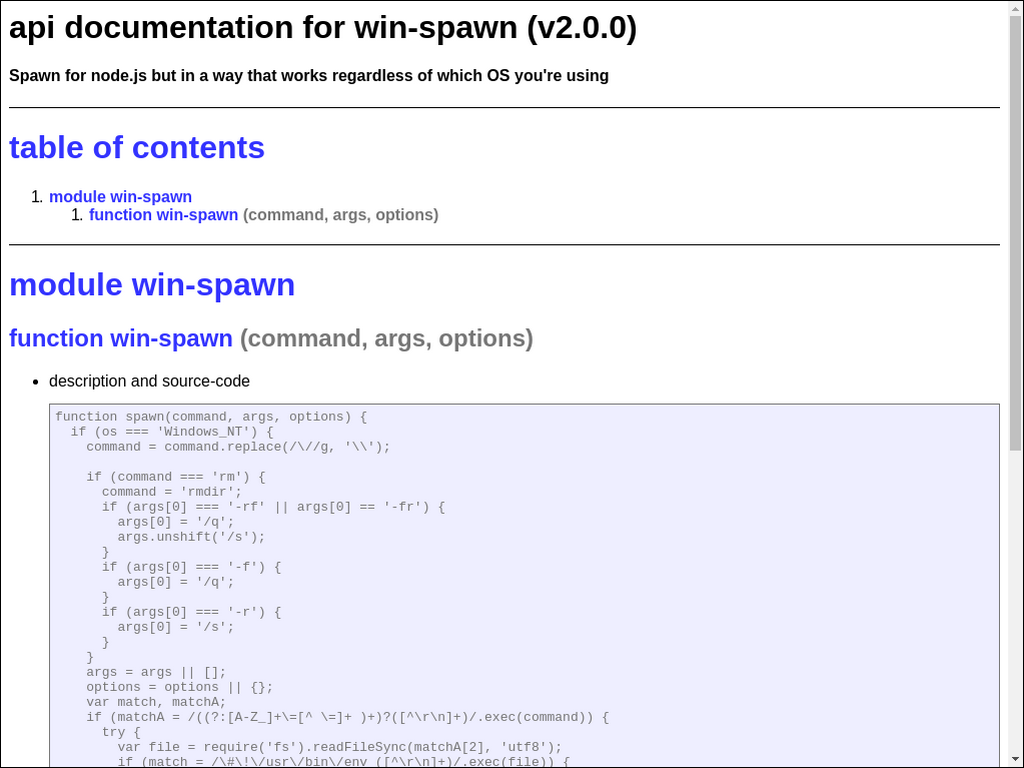 api documentation for win-spawn (v2.0.0)
Spawn for node.js but in a way that works regardless of which OS you're using
table of contents
1. module win-spawn
1. function win-spawn (command, args, options)
module win-spawn
function win-spawn (command, args, options)
• description and source-code
function spawn(command, args, options) {
  if (os === 'Windows_NT') {
    command = command.replace(/\//g, '\\');

    if (command === 'rm') {
      command = 'rmdir';
      if (args[0] === '-rf' || args[0] == '-fr') {
        args[0] = '/q';
        args.unshift('/s');
      }
      if (args[0] === '-f') {
        args[0] = '/q';
      }
      if (args[0] === '-r') {
        args[0] = '/s';
      }
    }
    args = args || [];
    options = options || {};
    var match, matchA;
    if (matchA = /((?:[A-Z_]+\=[^ \=]+ )+)?([^\r\n]+)/.exec(command)) {
      try {
        var file = require('fs').readFileSync(matchA[2], 'utf8');
        if (match = /\#\!\/usr\/bin\/env ([^\r\n]+)/.exec(file)) {